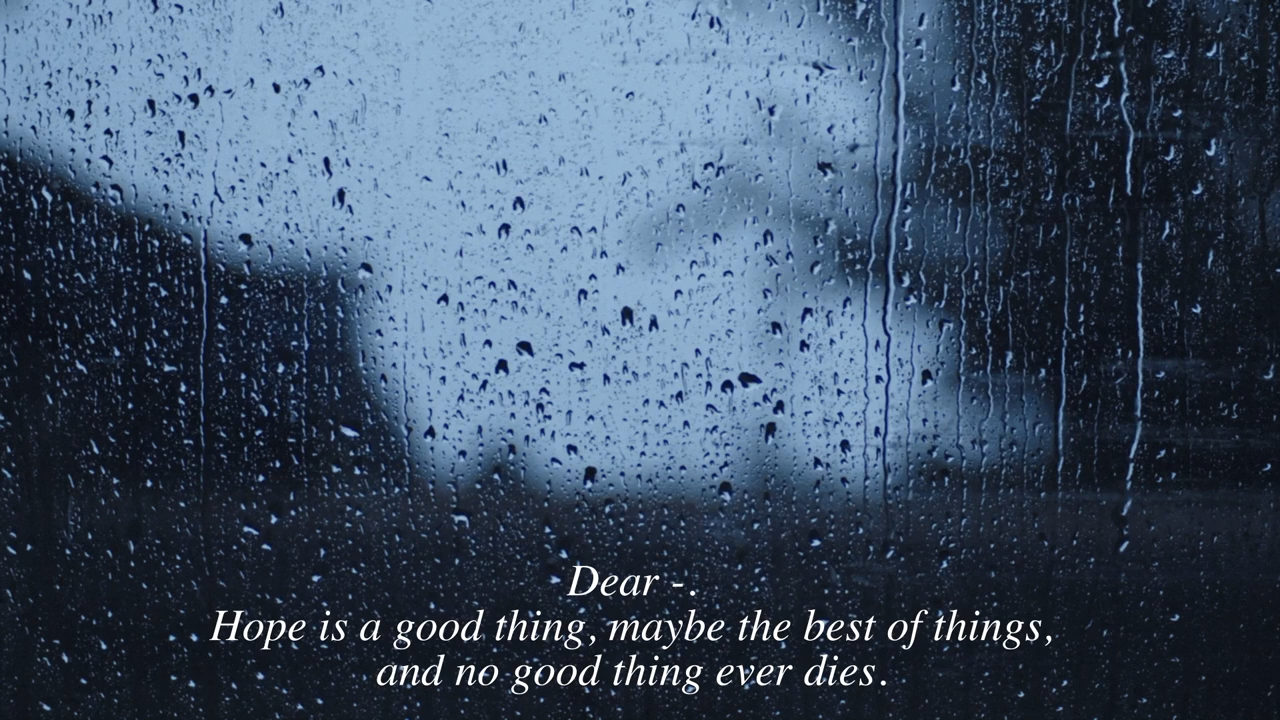 Dear -.
Hope is a good thing, maybe the best of things,
and no good thing ever dies.